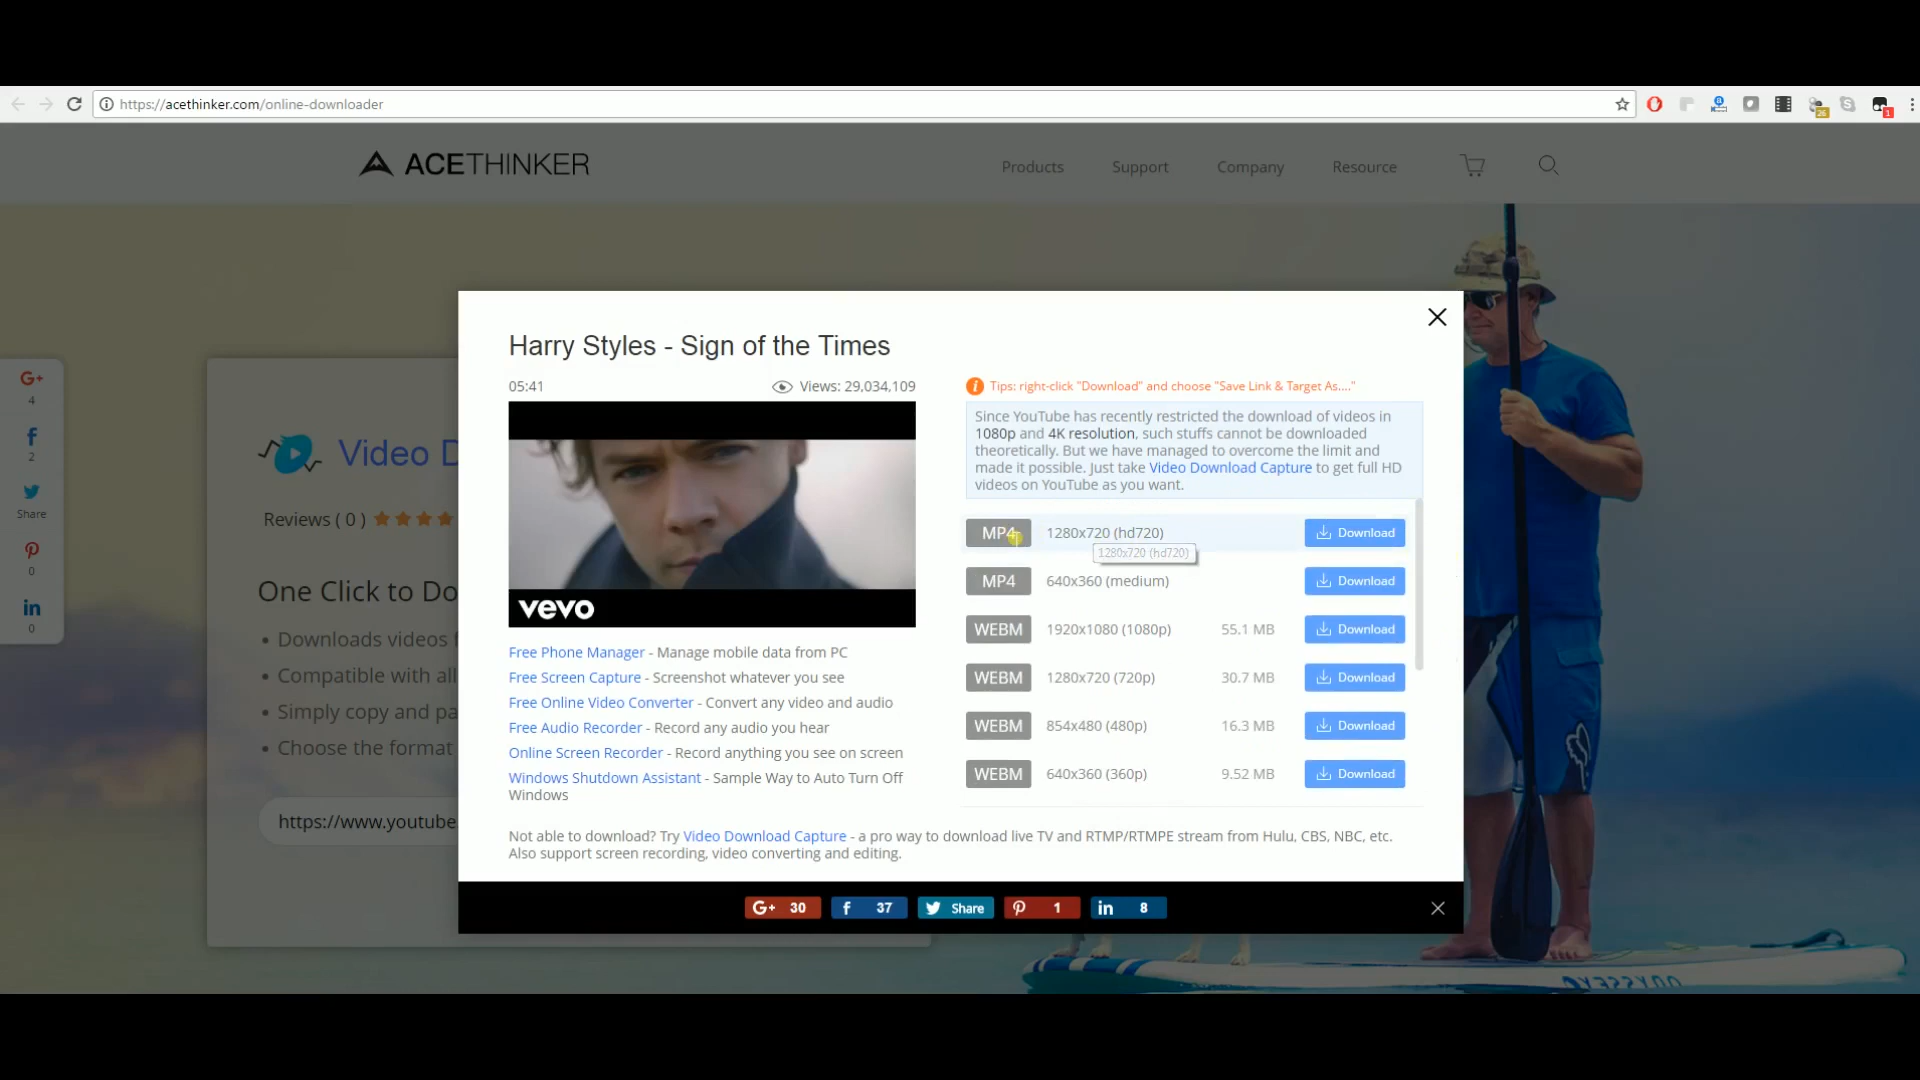 https://acethinker.com/online-downloader
ACETHINKER
Products
Support
Company
Resource
G+
4
2
Share
0
in
0
Video D
Reviews ( 0 )
One Click to Do
• Downloads videos f
• Compatible with all
• Simply copy and pa
• Choose the format
https://www.youtube.
Harry Styles - Sign of the Times
05:41
Views: 29,034,109
vevo
Free Phone Manager - Manage mobile data from PC
Free Screen Capture - Screenshot whatever you see
Free Online Video Converter - Convert any video and audio
Free Audio Recorder - Record any audio you hear
Online Screen Recorder - Record anything you see on screen
Windows Shutdown Assistant - Sample Way to Auto Turn Off
Windows
Tips: right-click "Download" and choose "Save Link & Target As...."
Since YouTube has recently restricted the download of videos in
1080p and 4K resolution, such stuffs cannot be downloaded
theoretically. But we have managed to overcome the limit and
made it possible. Just take Video Download Capture to get full HD
videos on YouTube as you want.
MP4 1280x720 (hd720) Download
1280x720 (hd720)
MP4 640x360 (medium) Download
WEBM 1920x1080 (1080p) 55.1 MB Download
WEBM 1280x720 (720p) 30.7 MB Download
WEBM 854x480 (480p) 16.3 MB Download
WEBM 640x360 (360p) 9.52 MB Download
Not able to download? Try Video Download Capture - a pro way to download live TV and RTMP/RTMPE stream from Hulu, CBS, NBC, etc.
Also support screen recording, video converting and editing.
G+ 30
f 37
Share
1
in 8
ODYSSEY